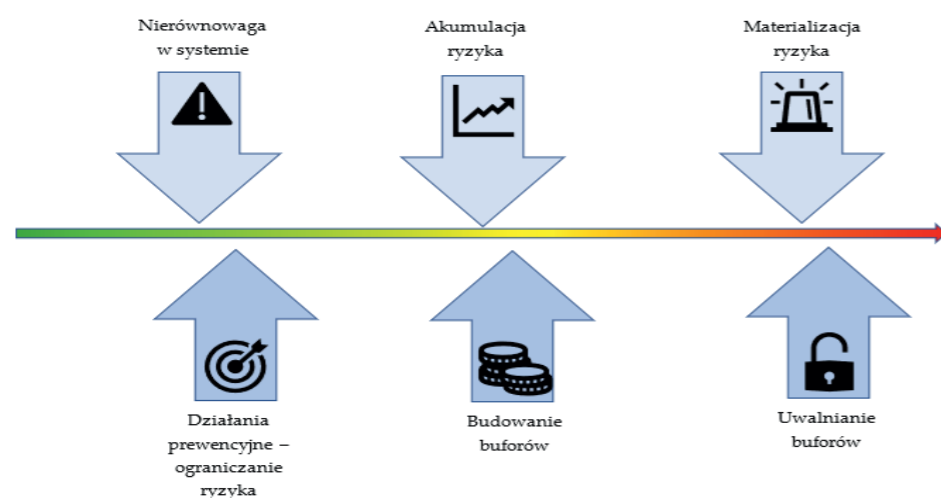 Nierównowaga
w systemie
Akumulacja
ryzyka
Materializacja
ryzyka
Działania
prewencyjne –
ograniczanie
ryzyka
Budowanie
buforów
Uwalnianie
buforów